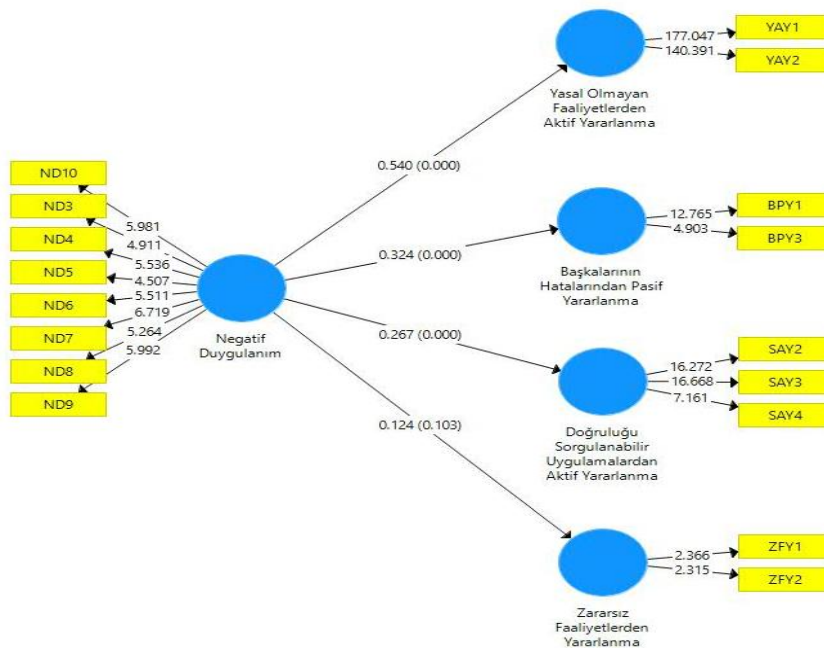 177.047
140.391
YAY1
YAY2
Yasal Olmayan
Faaliyetlerden
Aktif Yararlanma
0.540 (0.000)
ND10
ND3
ND4
ND5
ND6
ND7
ND8
ND9
5.981
4.911
5.536
4.507
5.511
6.719
5.264
5.992
Negatif
Duygulanım
0.324 (0.000)
12.765
4.903
BPY1
BPY3
Başkalarının
Hatalarından Pasif
Yararlanma
0.267 (0.000)
16.272
16.668
7.161
SAY2
SAY3
SAY4
Doğruluğu
Sorgulanabilir
Uygulamalardan
Aktif Yararlanma
0.124 (0.103)
2.366
2.315
ZFY1
ZFY2
Zararsız
Faaliyetlerden
Yararlanma